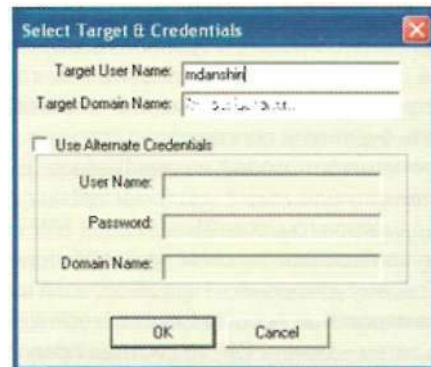 Select Target & Credentials
Target User Name: mdanshin
Target Domain Name:
Use Alternate Credentials
User Name:
Password:
Domain Name:
OK Cancel